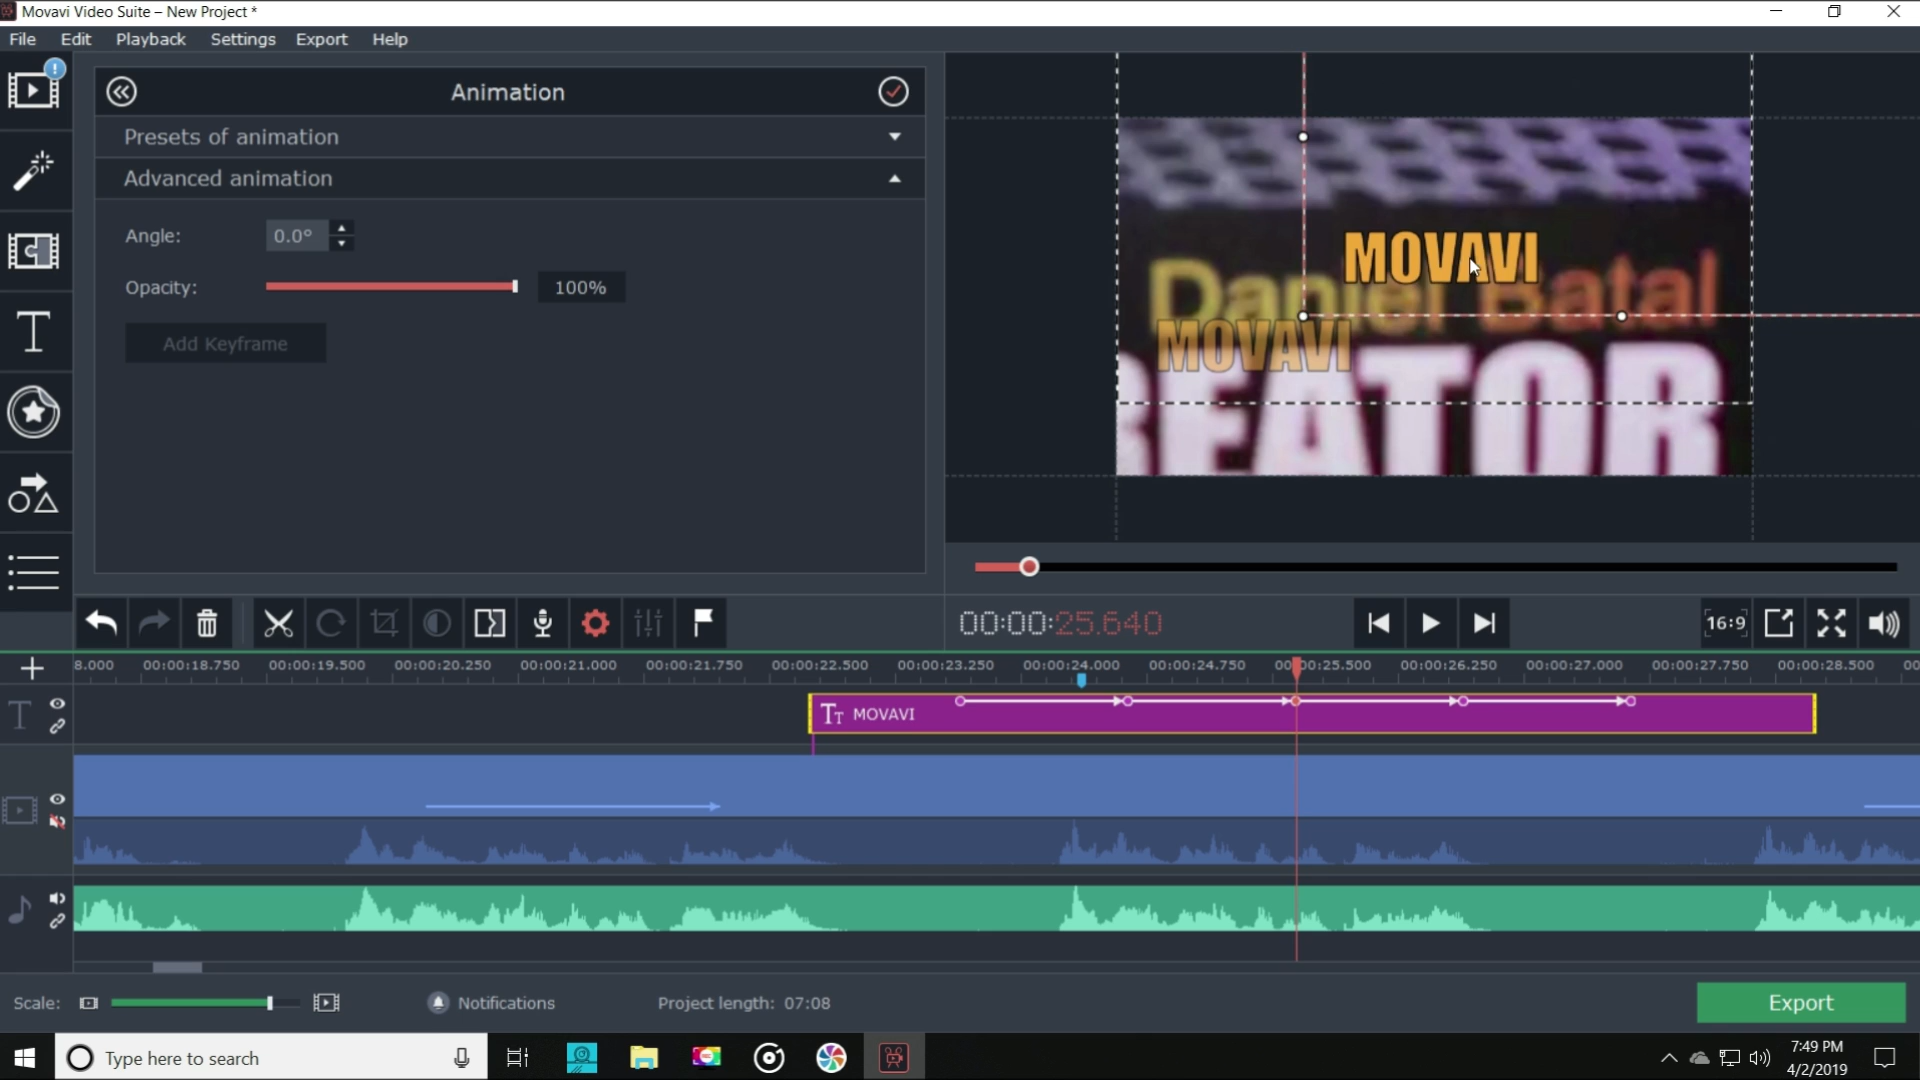 Movavi Video Suite – New Project *
File Edit Playback Settings Export Help
Animation
Presets of animation
Advanced animation
Angle: 0.0°
Opacity: 100%
Add Keyframe
MOVAVI
Daniel Batal
MOVAVI
REATOR
00:00:25.640
16:9
8.000 00:00:18.750 00:00:19.500 00:00:20.250 00:00:21.000 00:00:21.750 00:00:22.500 00:00:23.250 00:00:24.000 00:00:24.750 00:00:25.500 00:00:26.250 00:00:27.000 00:00:27.750 00:00:28.500 00
MOVAVI
Scale: Notifications Project length: 07:08 Export
Type here to search
7:49 PM
4/2/2019